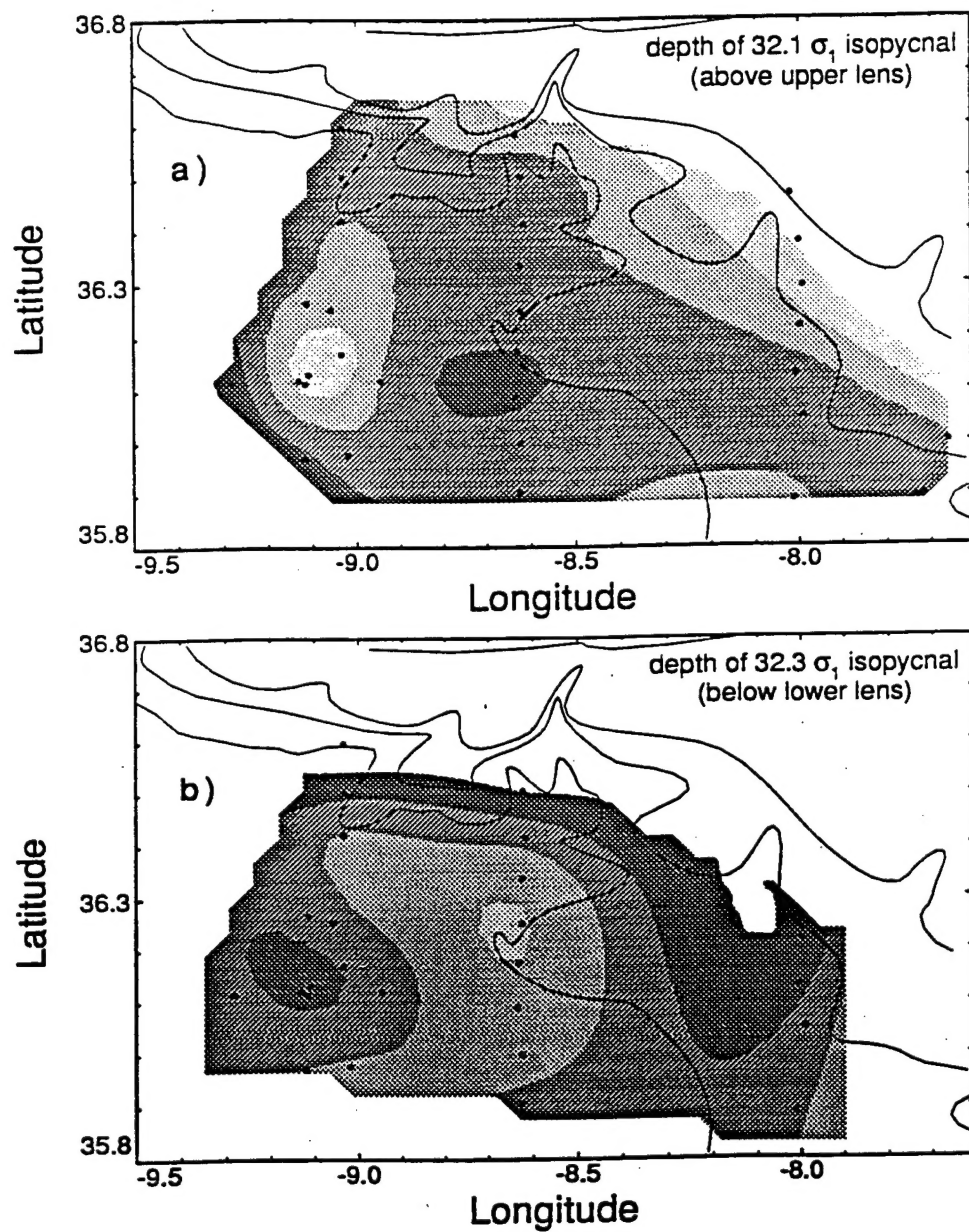 36.8
depth of 32.1 σ₁ isopycnal
(above upper lens)
a)
Latitude
36.3
35.8
-9.5
-9.0
-8.5
-8.0
Longitude
36.8
depth of 32.3 σ₁ isopycnal
(below lower lens)
b)
Latitude
36.3
35.8
-9.5
-9.0
-8.5
-8.0
Longitude